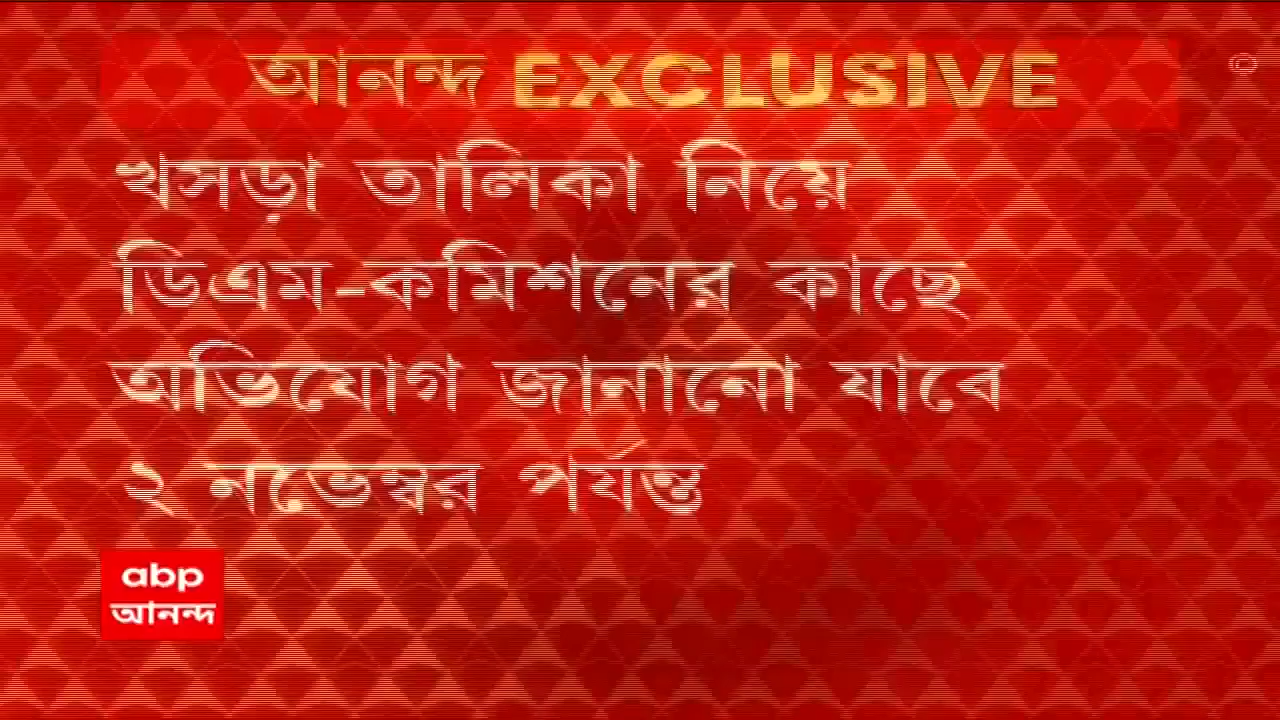 আনন্দ EXCLUSIVE
©
খসড়া তালিকা নিয়ে
ডিএম-কমিশনের কাছে
অভিযোগ জানানো যাবে
২ নভেম্বর পর্যন্ত
abp
আনন্দ